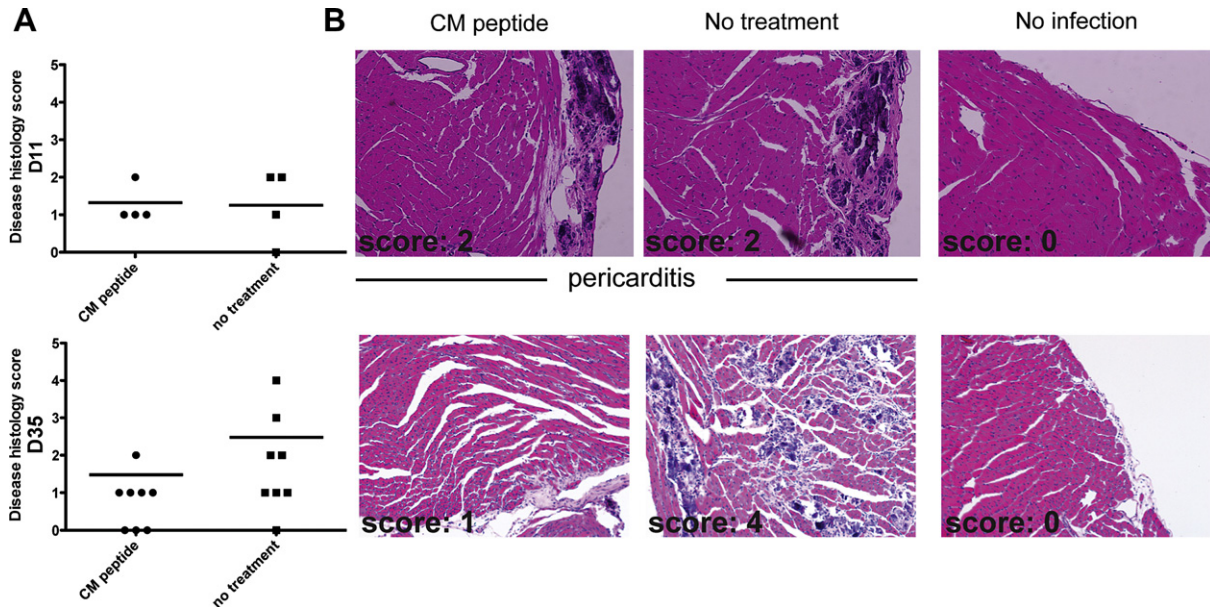 A
B
CM peptide
No treatment
No infection
Disease histology score
D11
5
4
3
2
1
0
CM peptide
no treatment
score: 2
score: 2
score: 0
pericarditis
Disease histology score
D35
5
4
3
2
1
0
CM peptide
no treatment
score: 1
score: 4
score: 0